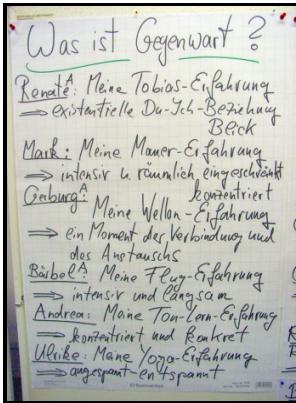 Was ist Gegenwart?
Renate A: Meine Tobias-Erfahrung
⇒ existentielle Du-Ich-Beziehung
Blick
Mark: Meine Mauer-Erfahrung
⇒ intensiv u. räumlich eingeschränkt
konzentriert
Geburg A:
Meine Wellen-Erfahrung
⇒ ein Moment der Verbindung und
des Austauschs
Bärbel A: Meine Flug-Erfahrung
⇒ intensiv und langsam
Andrea: Meine Ton-Lern-Erfahrung
⇒ konzentriert und konkret
Ulrike: Meine Yoga-Erfahrung
⇒ angespannt-entspannt